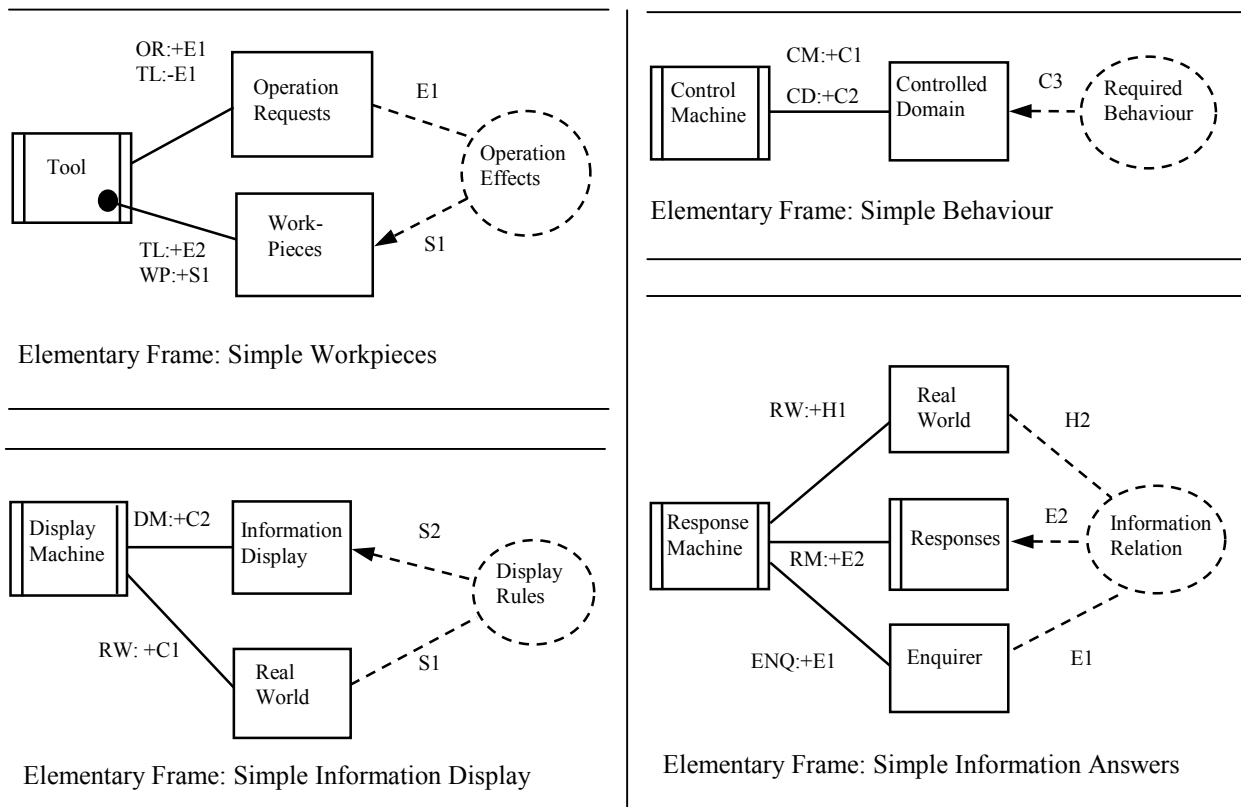 OR:+E1
TL:-E1
Operation
Requests
E1
Tool
Operation
Effects
Work-
Pieces
S1
TL:+E2
WP:+S1
Elementary Frame: Simple Workpieces
Display
Machine
DM:+C2
Information
Display
S2
Display
Rules
RW: +C1
Real
World
S1
Elementary Frame: Simple Information Display
Control
Machine
CM:+C1
CD:+C2
Controlled
Domain
C3
Required
Behaviour
Elementary Frame: Simple Behaviour
RW:+H1
Real
World
H2
Response
Machine
RM:+E2
Responses
E2
Information
Relation
ENQ:+E1
Enquirer
E1
Elementary Frame: Simple Information Answers